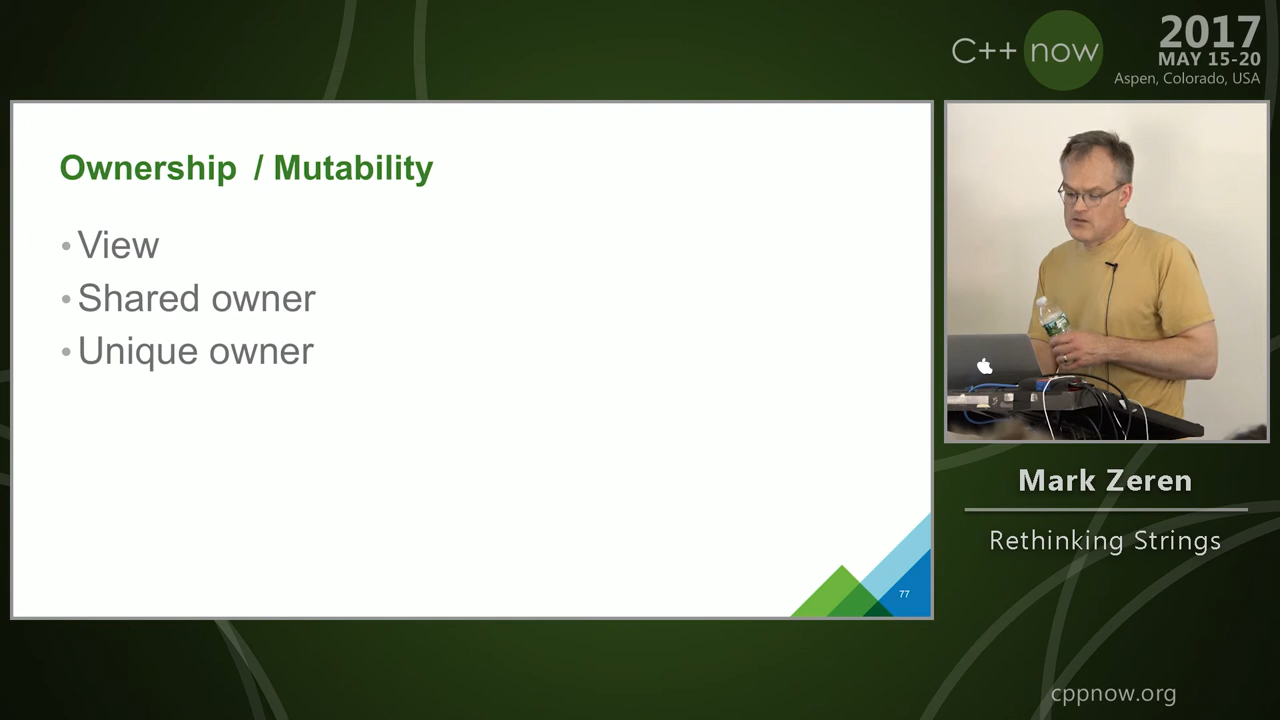 C++ now
2017
MAY 15-20
Aspen, Colorado, USA
Ownership / Mutability
• View
• Shared owner
• Unique owner
77
Mark Zeren
Rethinking Strings
cppnow.org